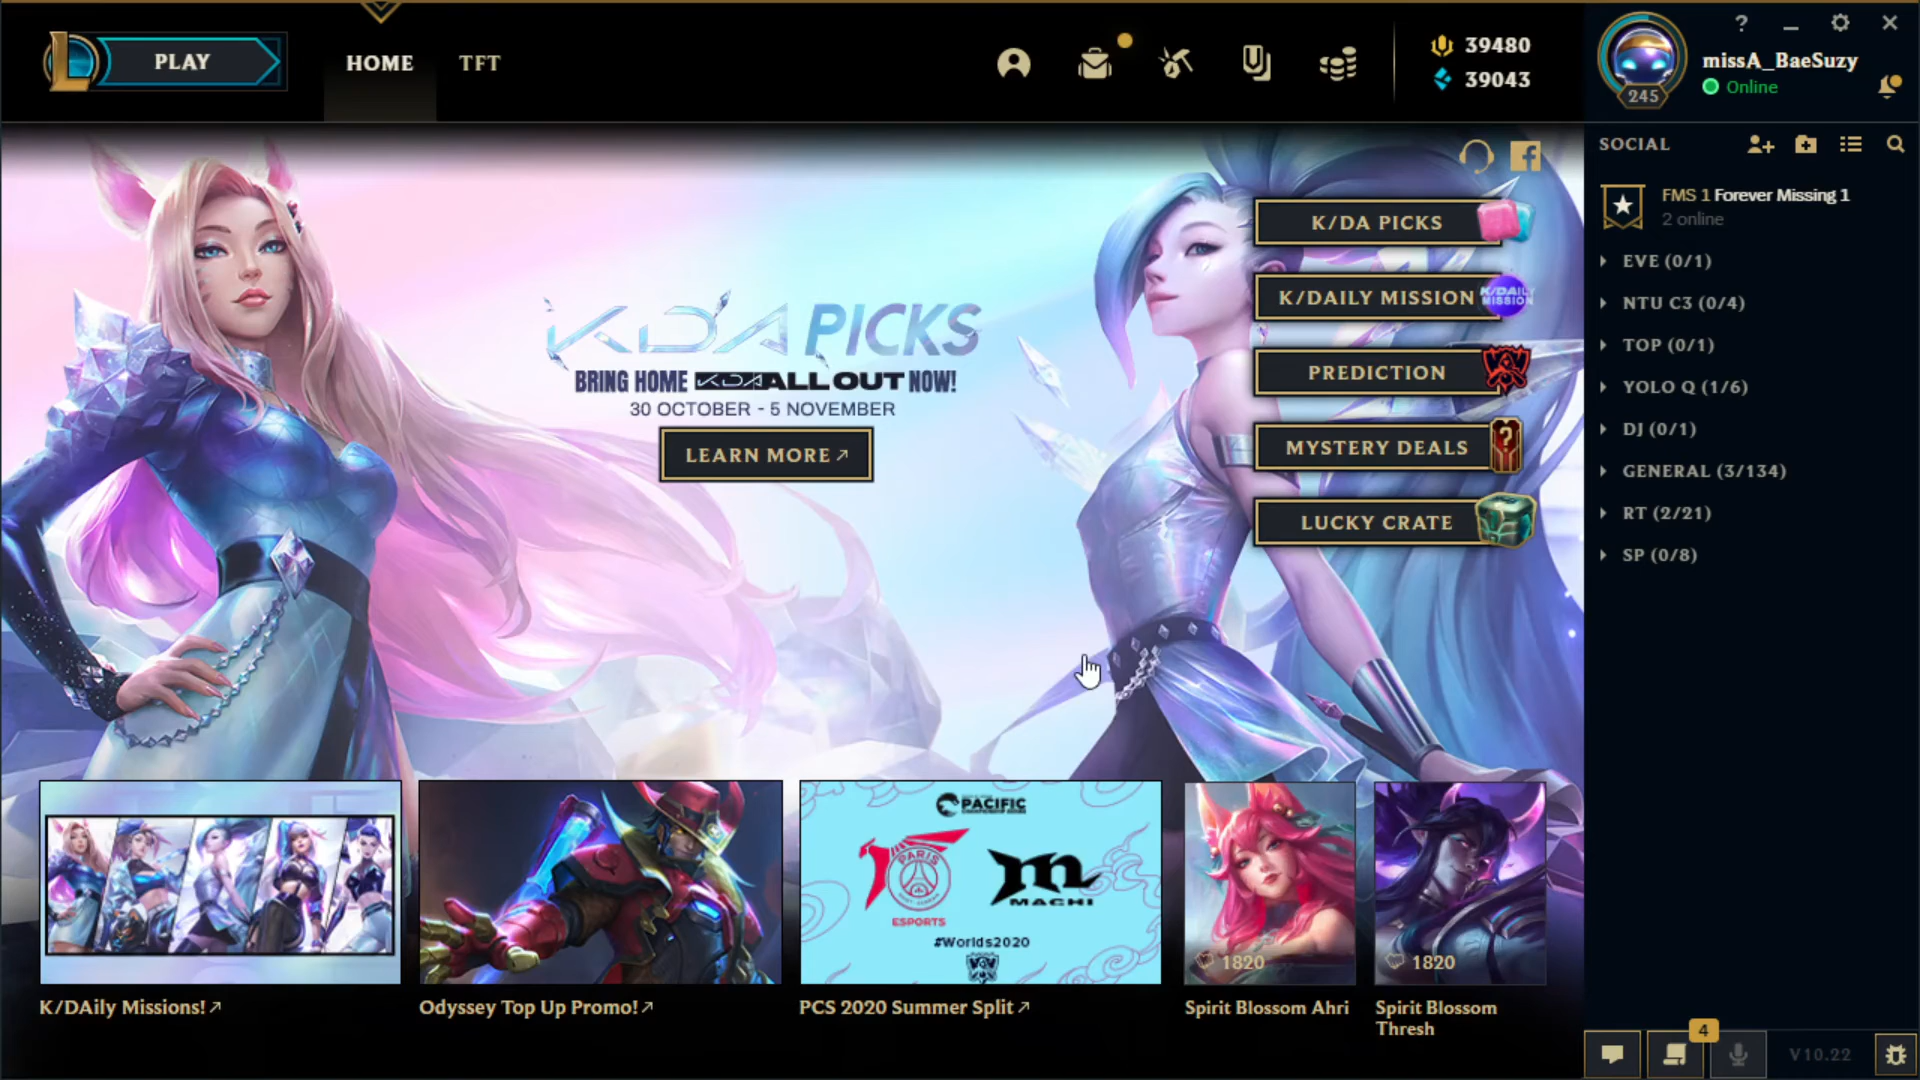 PLAY
HOME
TFT
39480
39043
245
missA_BaeSuzy
Online
SOCIAL
FMS 1 Forever Missing 1
2 online
EVE (0/1)
NTU C3 (0/4)
TOP (0/1)
YOLO Q (1/6)
DJ (0/1)
GENERAL (3/134)
RT (2/21)
SP (0/8)
K/DA PICKS
BRING HOME K/DA ALL OUT NOW!
30 OCTOBER - 5 NOVEMBER
LEARN MORE
K/DA PICKS
K/DAILY MISSION
K/DAILY MISSION
PREDICTION
MYSTERY DEALS
?
LUCKY CRATE
PACIFIC
CHAMPIONSHIP SERIES
PARIS
ESPORTS
M
MACHI
#Worlds2020
1820
1820
K/DAily Missions!
Odyssey Top Up Promo!
PCS 2020 Summer Split
Spirit Blossom Ahri
Spirit Blossom
Thresh
4
V10.22